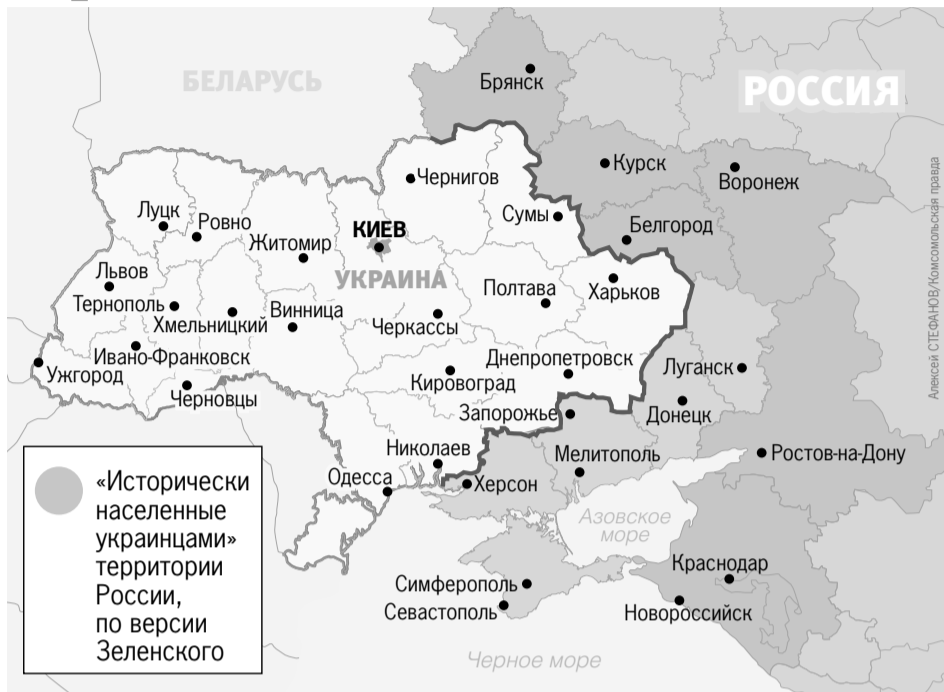 БЕЛАРУСЬ
РОССИЯ
Брянск
Курск
Воронеж
Чернигов
Сумы
Белгород
Луцк
Ровно
Житомир
КИЕВ
УКРАИНА
Львов
Тернополь
Хмельницкий
Винница
Черкассы
Полтава
Харьков
Ивано-Франковск
Ужгород
Черновцы
Кировоград
Днепропетровск
Луганск
Донецк
Запорожье
Николаев
Мелитополь
Ростов-на-Дону
Одесса
Херсон
Азовское
море
Симферополь
Севастополь
Краснодар
Новороссийск
Черное море
«Исторически
населенные
украинцами»
территории
России,
по версии
Зеленского
Алексей СТЕФАНОВ/Комсомольская правда